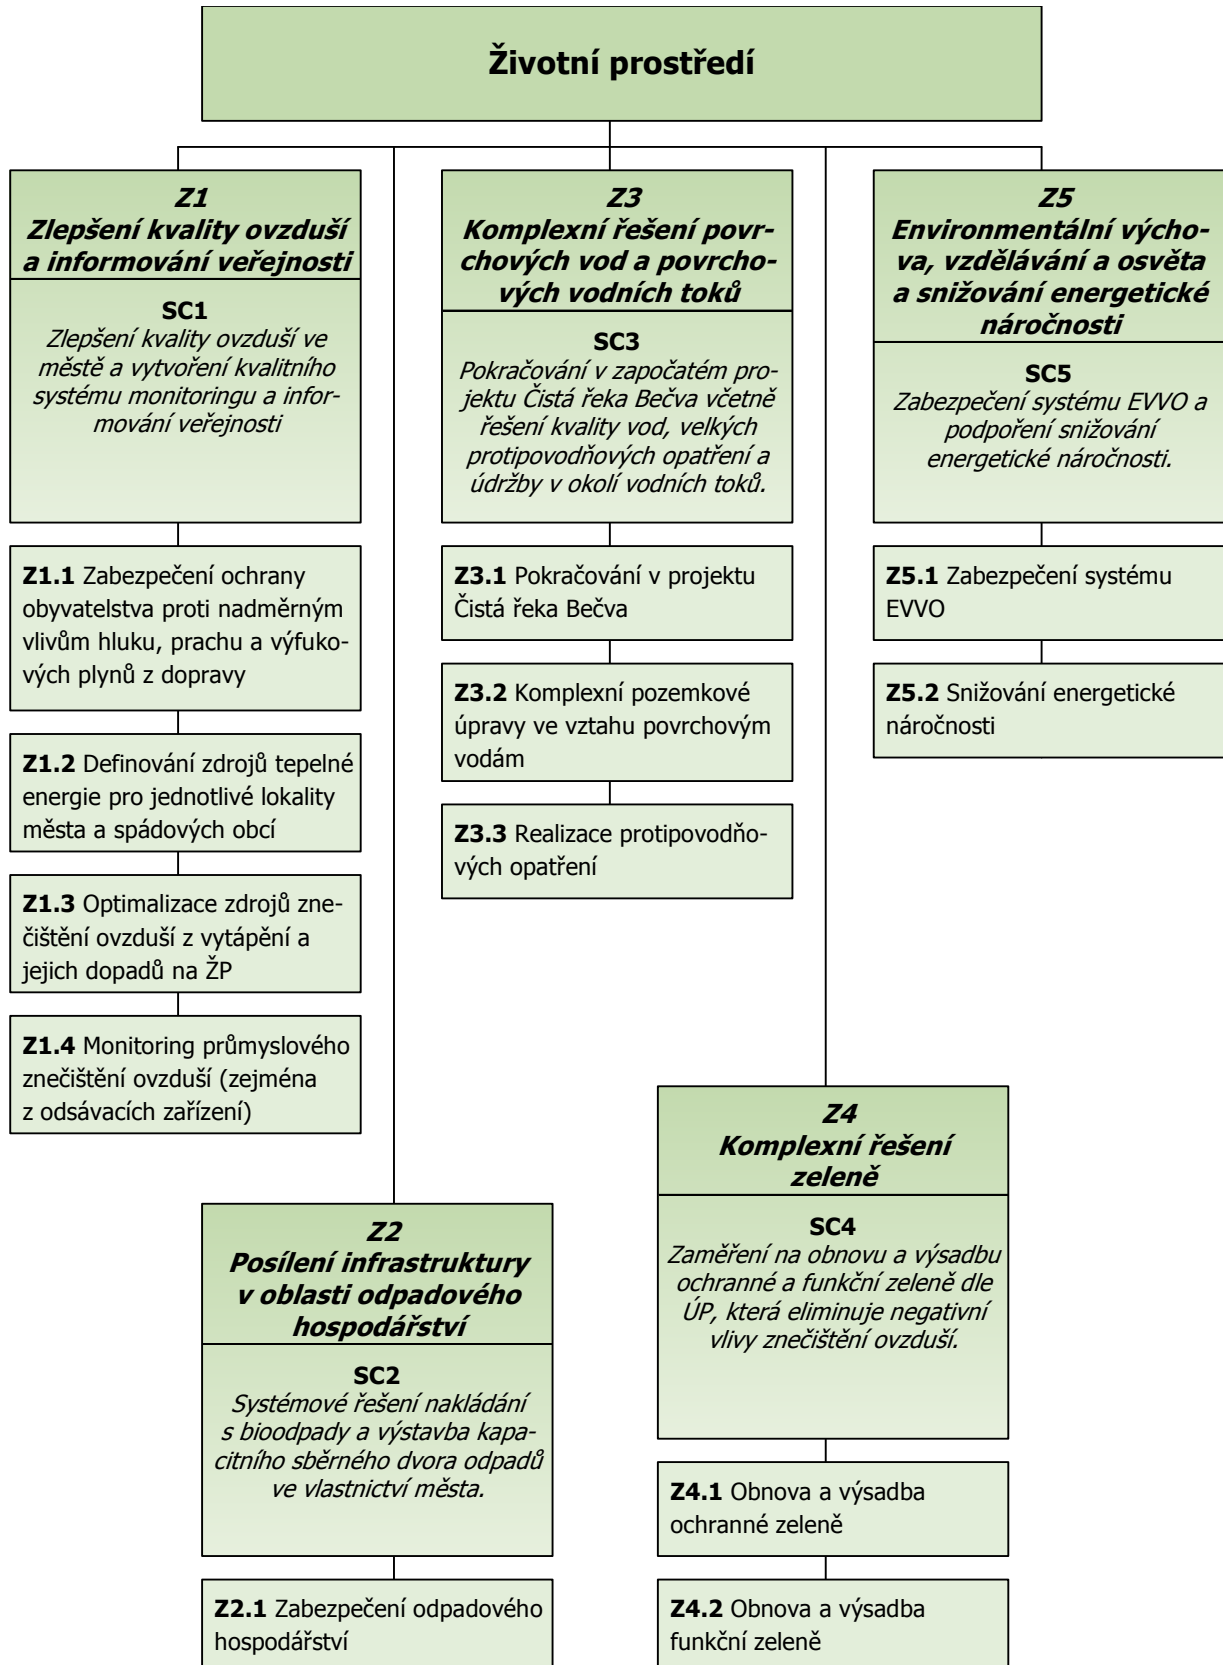 Životní prostředí
Z1
Zlepšení kvality ovzduší
a informování veřejnosti
SC1
Zlepšení kvality ovzduší ve
městě a vytvoření kvalitního
systému monitoringu a infor-
mování veřejnosti
Z1.1 Zabezpečení ochrany
obyvatelstva proti nadměrným
vlivům hluku, prachu a výfuko-
vých plynů z dopravy
Z1.2 Definování zdrojů tepelné
energie pro jednotlivé lokality
města a spádových obcí
Z1.3 Optimalizace zdrojů zne-
čištění ovzduší z vytápění a
jejich dopadů na ŽP
Z1.4 Monitoring průmyslového
znečištění ovzduší (zejména
z odsávacích zařízení)
Z2
Posílení infrastruktury
v oblasti odpadového
hospodářství
SC2
Systémové řešení nakládání
s bioodpady a výstavba kapa-
citního sběrného dvora odpadů
ve vlastnictví města.
Z2.1 Zabezpečení odpadového
hospodářství
Z3
Komplexní řešení povr-
chových vod a povrcho-
vých vodních toků
SC3
Pokračování v započatém pro-
jektu Čistá řeka Bečva včetně
řešení kvality vod, velkých
protipovodňových opatření a
údržby v okolí vodních toků.
Z3.1 Pokračování v projektu
Čistá řeka Bečva
Z3.2 Komplexní pozemkové
úpravy ve vztahu povrchovým
vodám
Z3.3 Realizace protipovodňo-
vých opatření
Z4
Komplexní řešení
zeleně
SC4
Zaměření na obnovu a výsadbu
ochranné a funkční zeleně dle
ÚP, která eliminuje negativní
vlivy znečištění ovzduší.
Z4.1 Obnova a výsadba
ochranné zeleně
Z4.2 Obnova a výsadba
funkční zeleně
Z5
Environmentální výcho-
va, vzdělávání a osvěta
a snižování energetické
náročnosti
SC5
Zabezpečení systému EVVO a
podpoření snižování
energetické náročnosti.
Z5.1 Zabezpečení systému
EVVO
Z5.2 Snižování energetické
náročnosti